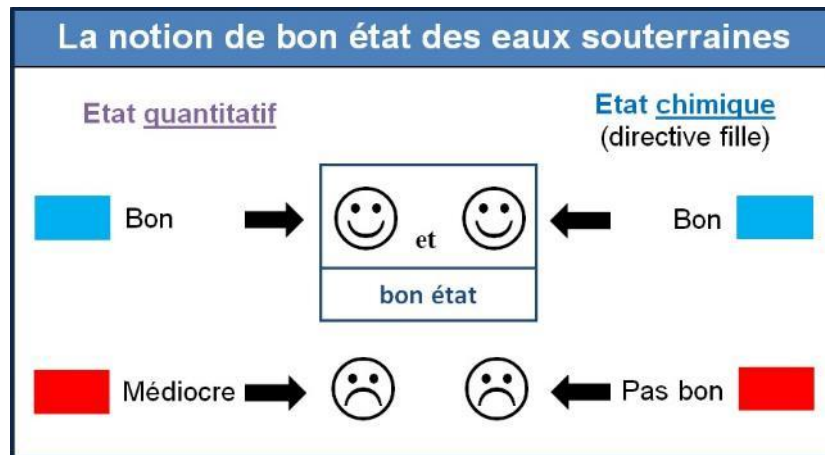 La notion de bon état des eaux souterraines
Etat quantitatif
Etat chimique
(directive fille)
Bon
et
Bon
bon état
Médiocre
Pas bon